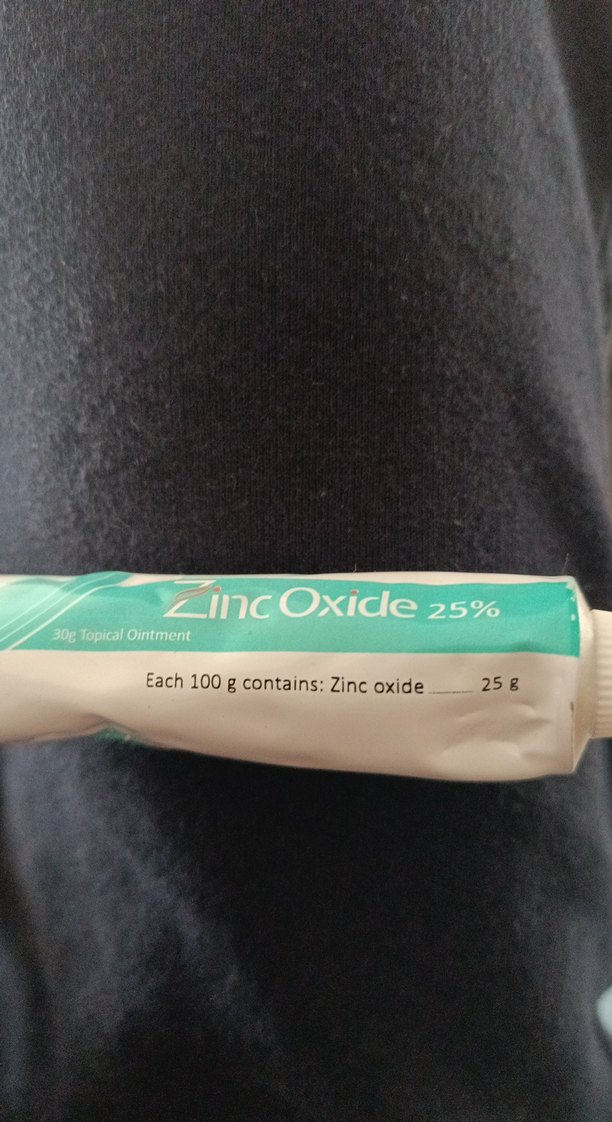 Zinc Oxide 25%
30g Topical Ointment
Each 100 g contains: Zinc oxide ...... 25 g